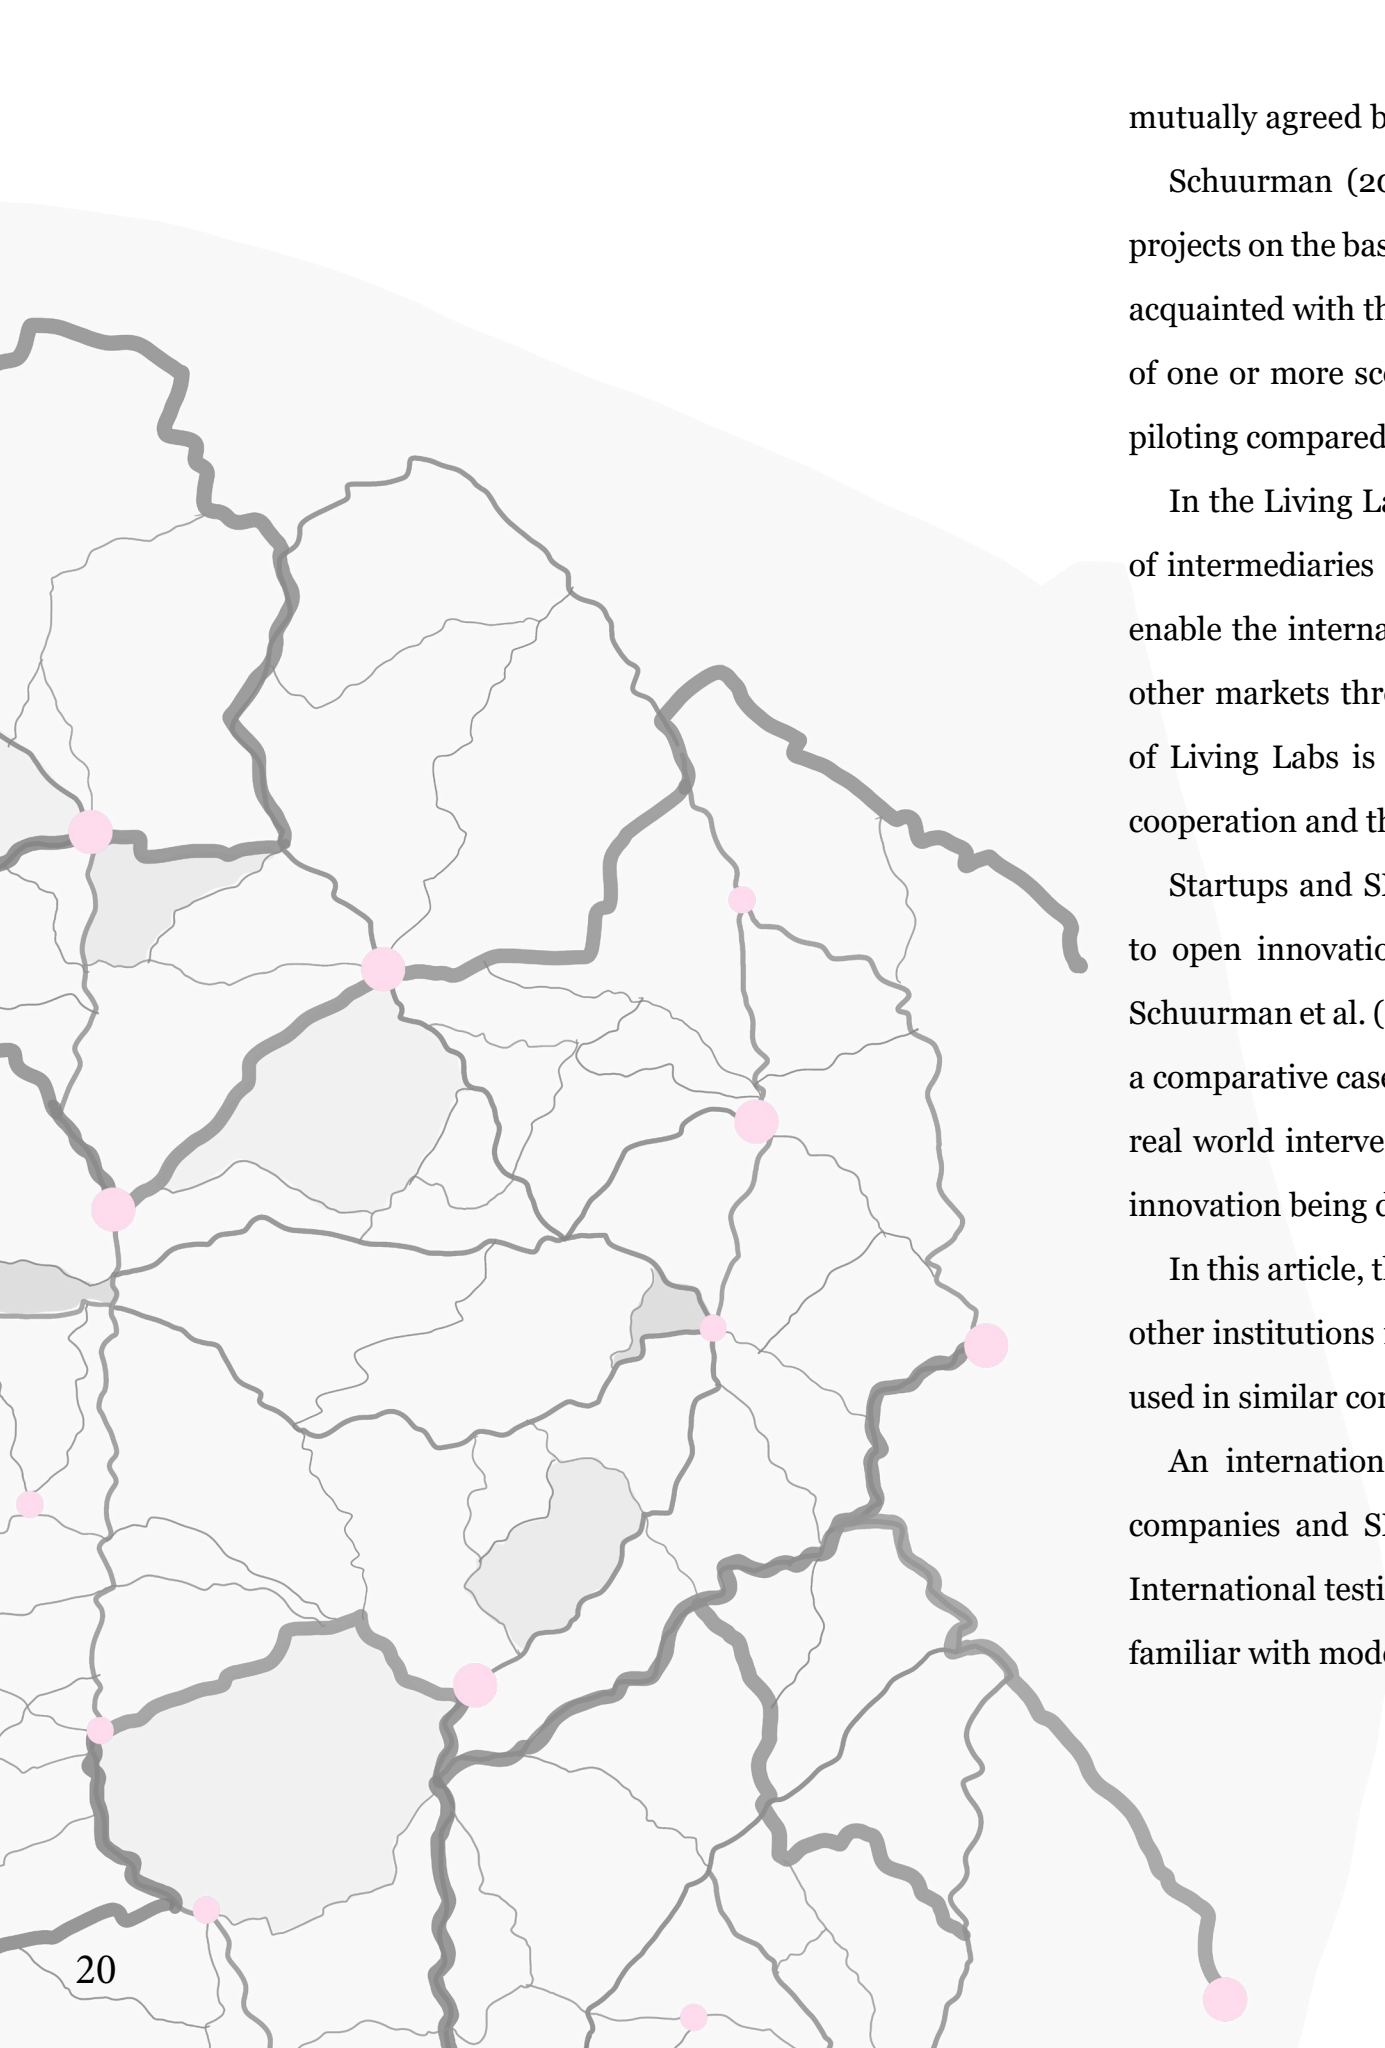 mutually agreed b
Schuurman (20
projects on the bas
acquainted with th
of one or more sc
piloting compared
In the Living La
of intermediaries
enable the interna
other markets thr
of Living Labs is
cooperation and th
Startups and S
to open innovatio
Schuurman et al. (
a comparative case
real world interve
innovation being d
In this article, th
other institutions
used in similar con
An internation
companies and S
International testi
familiar with mod
20